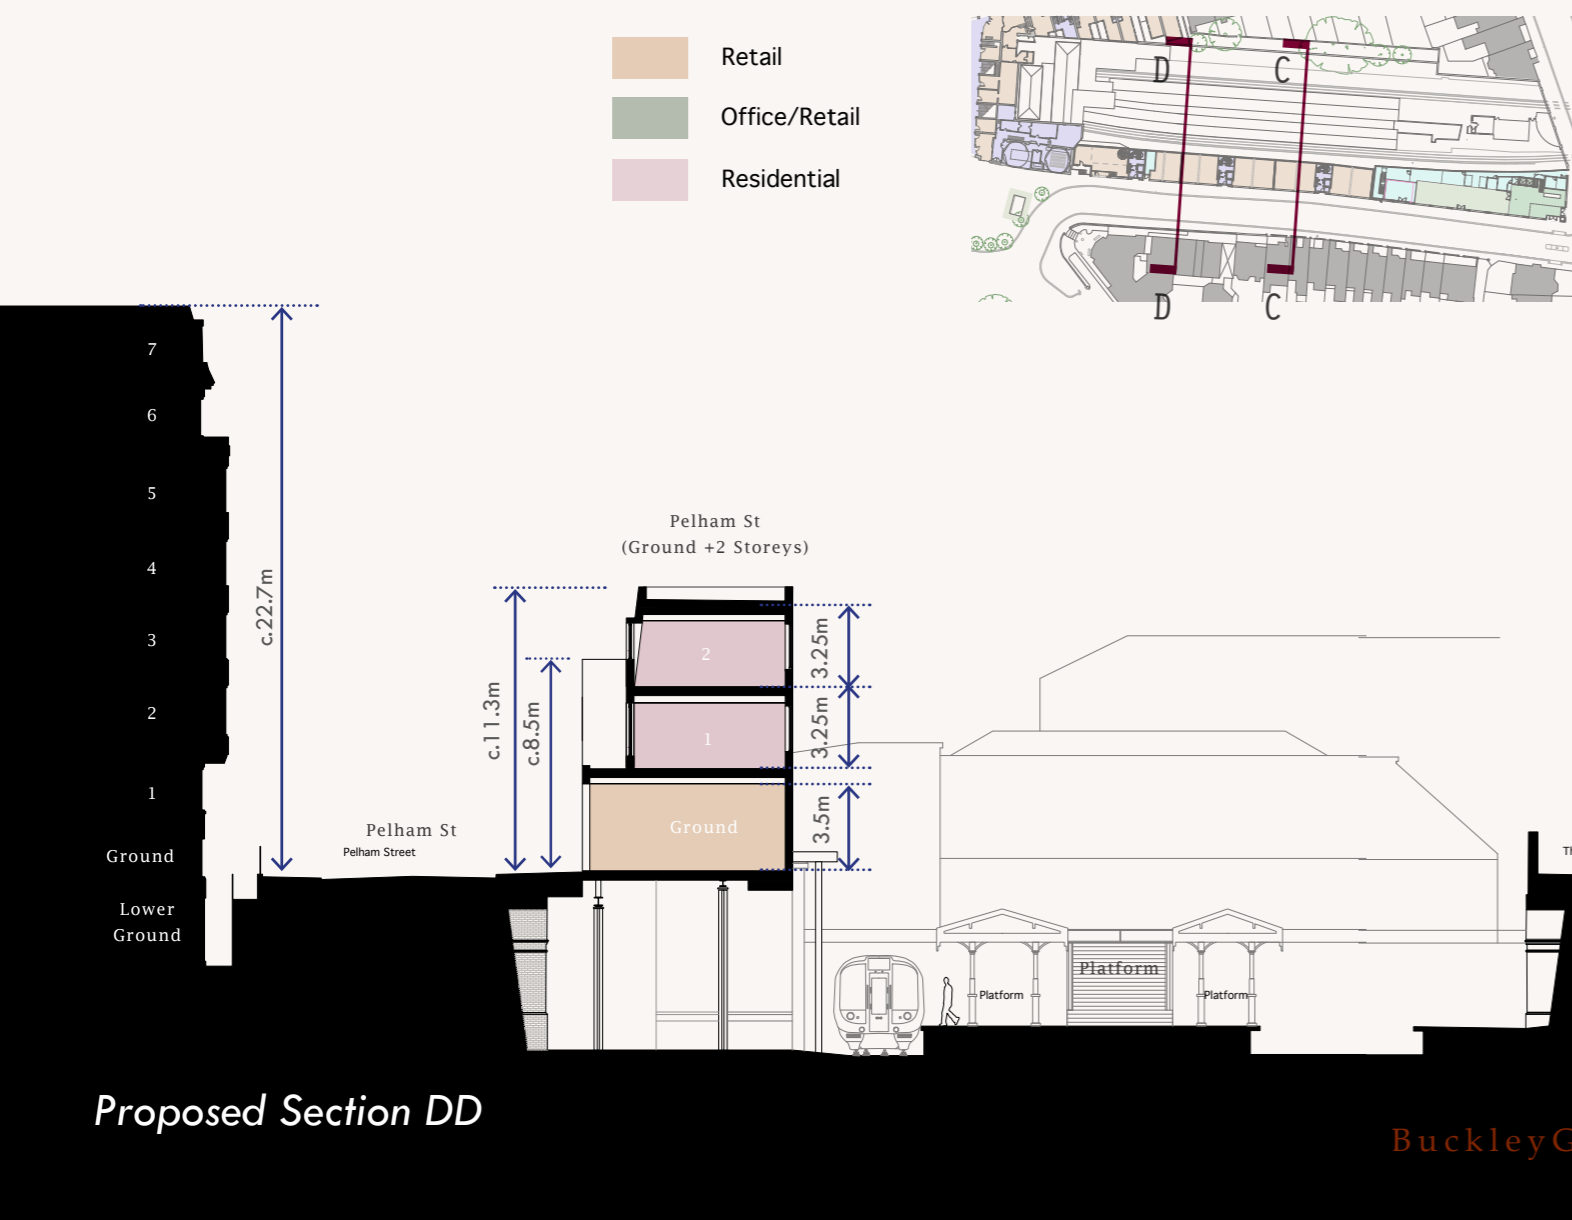 Retail
Office/Retail
Residential
D
C
D
C
7
6
5
4
3
2
1
Ground
Lower
Ground
c.22.7m
Pelham St
Pelham Street
c.11.3m
c.8.5m
Pelham St
(Ground +2 Storeys)
2
1
Ground
3.25m
3.25m
3.5m
Platform
Platform
Platform
Th
Proposed Section DD
BuckleyG